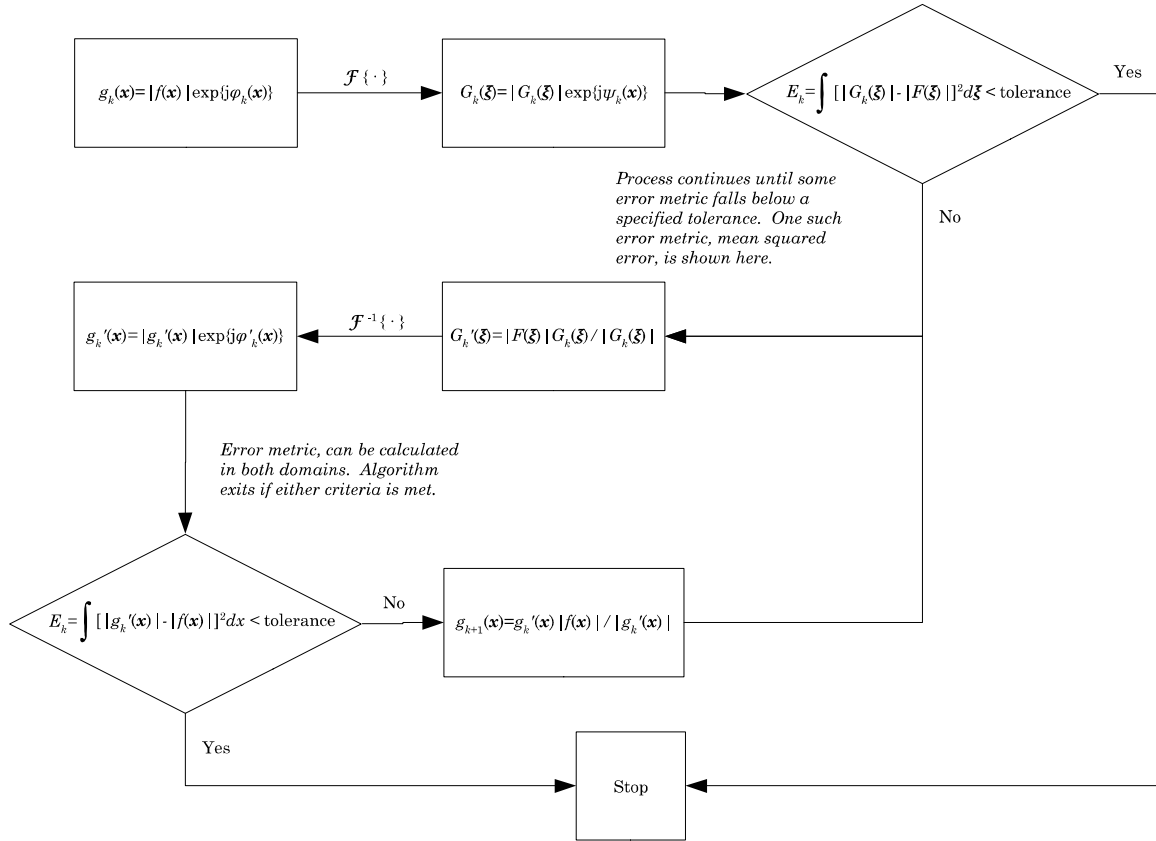 g_k(x)=|f(x)|exp{jφ_k(x)}
ℱ{·}
G_k(ξ)=|G_k(ξ)|exp{jψ_k(x)}
E_k=∫[|G_k(ξ)|-|F(ξ)|]²dξ < tolerance
Yes
No
Process continues until some
error metric falls below a
specified tolerance. One such
error metric, mean squared
error, is shown here.
g_k'(x)=|g_k'(x)|exp{jφ'_k(x)}
ℱ⁻¹{·}
G_k'(ξ)=|F(ξ)|G_k(ξ)/|G_k(ξ)|
Error metric, can be calculated
in both domains. Algorithm
exits if either criteria is met.
E_k=∫[|g_k'(x)|-|f(x)|]²dx < tolerance
No
g_{k+1}(x)=g_k'(x)|f(x)|/|g_k'(x)|
Yes
Stop